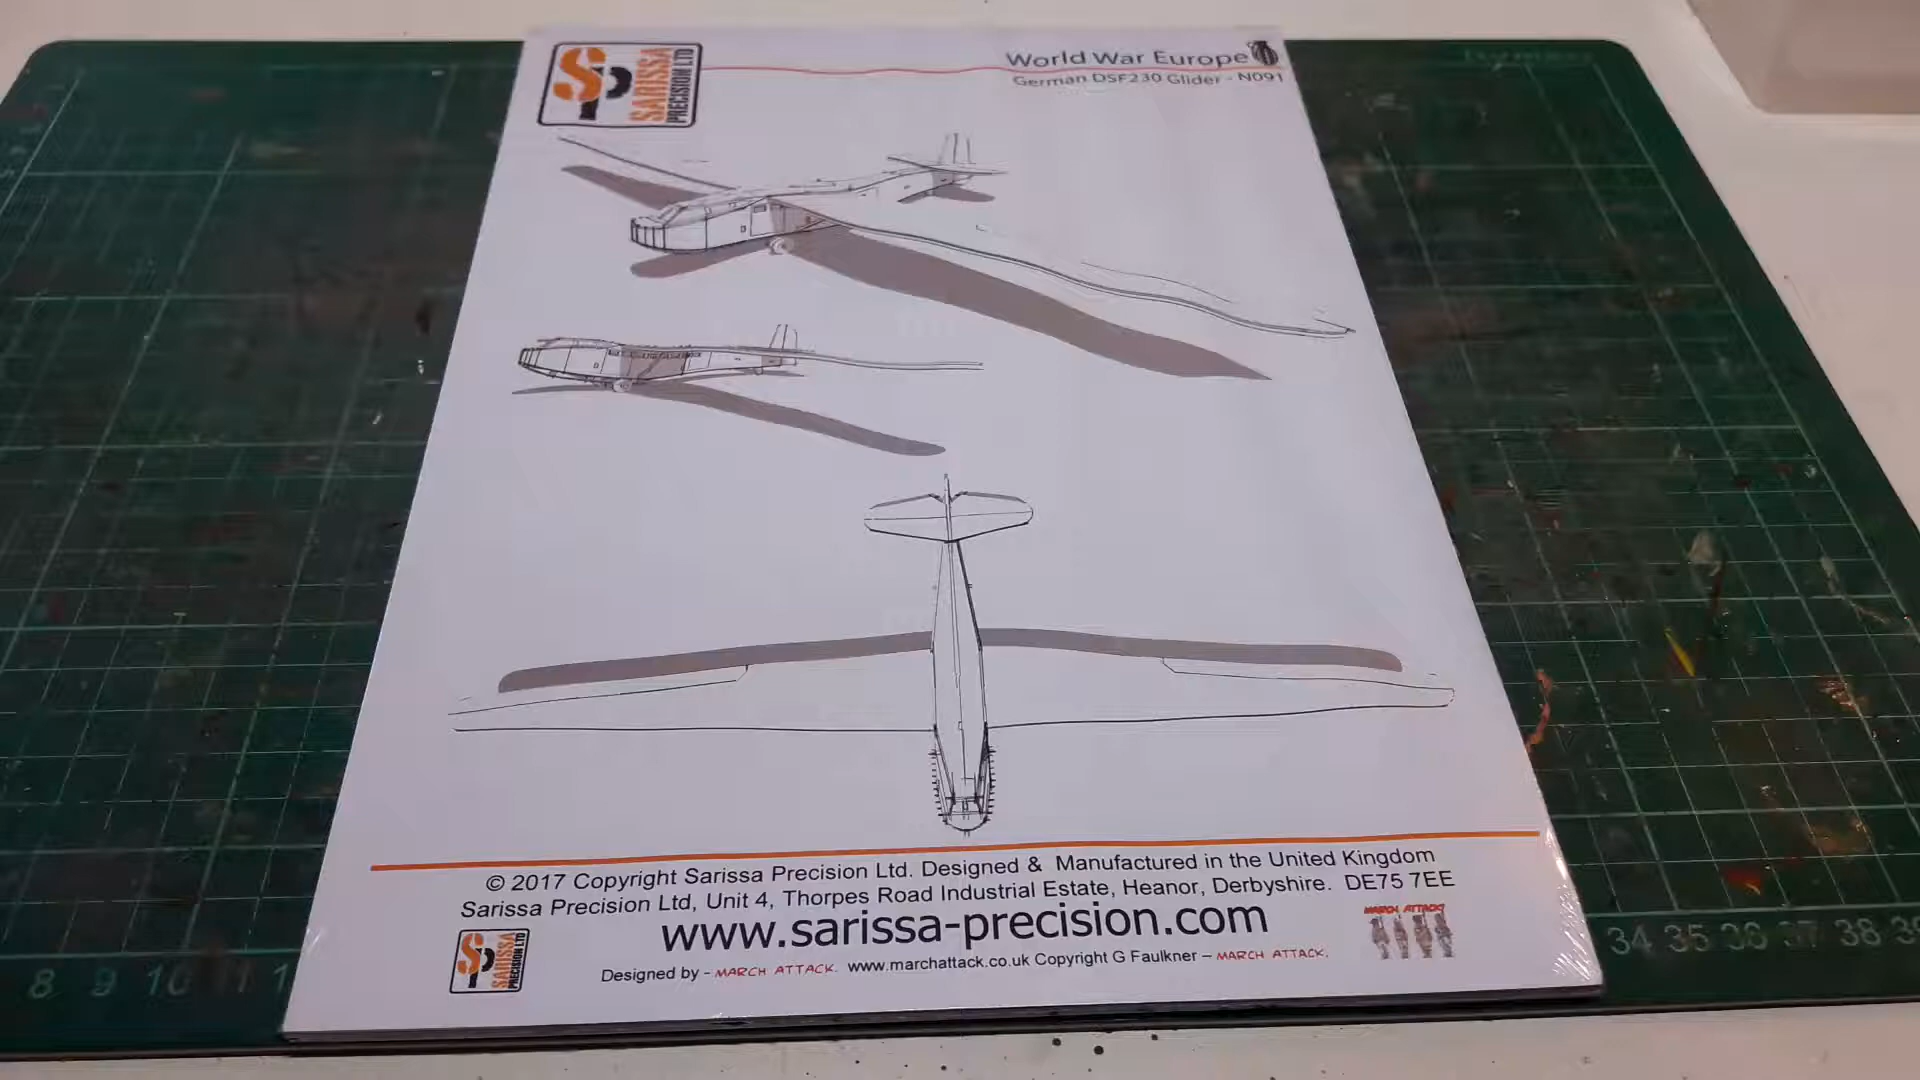 SP
SARISSA
PRECISION LTD
World War Europe
German DSF230 Glider - N091
© 2017 Copyright Sarissa Precision Ltd. Designed & Manufactured in the United Kingdom
Sarissa Precision Ltd, Unit 4, Thorpes Road Industrial Estate, Heanor, Derbyshire. DE75 7EE
www.sarissa-precision.com
MARCH ATTACK
SP
SARISSA
PRECISION LTD
Designed by - MARCH ATTACK. www.marchattack.co.uk Copyright G Faulkner – MARCH ATTACK.
8 9 10 34 35 36 37 38